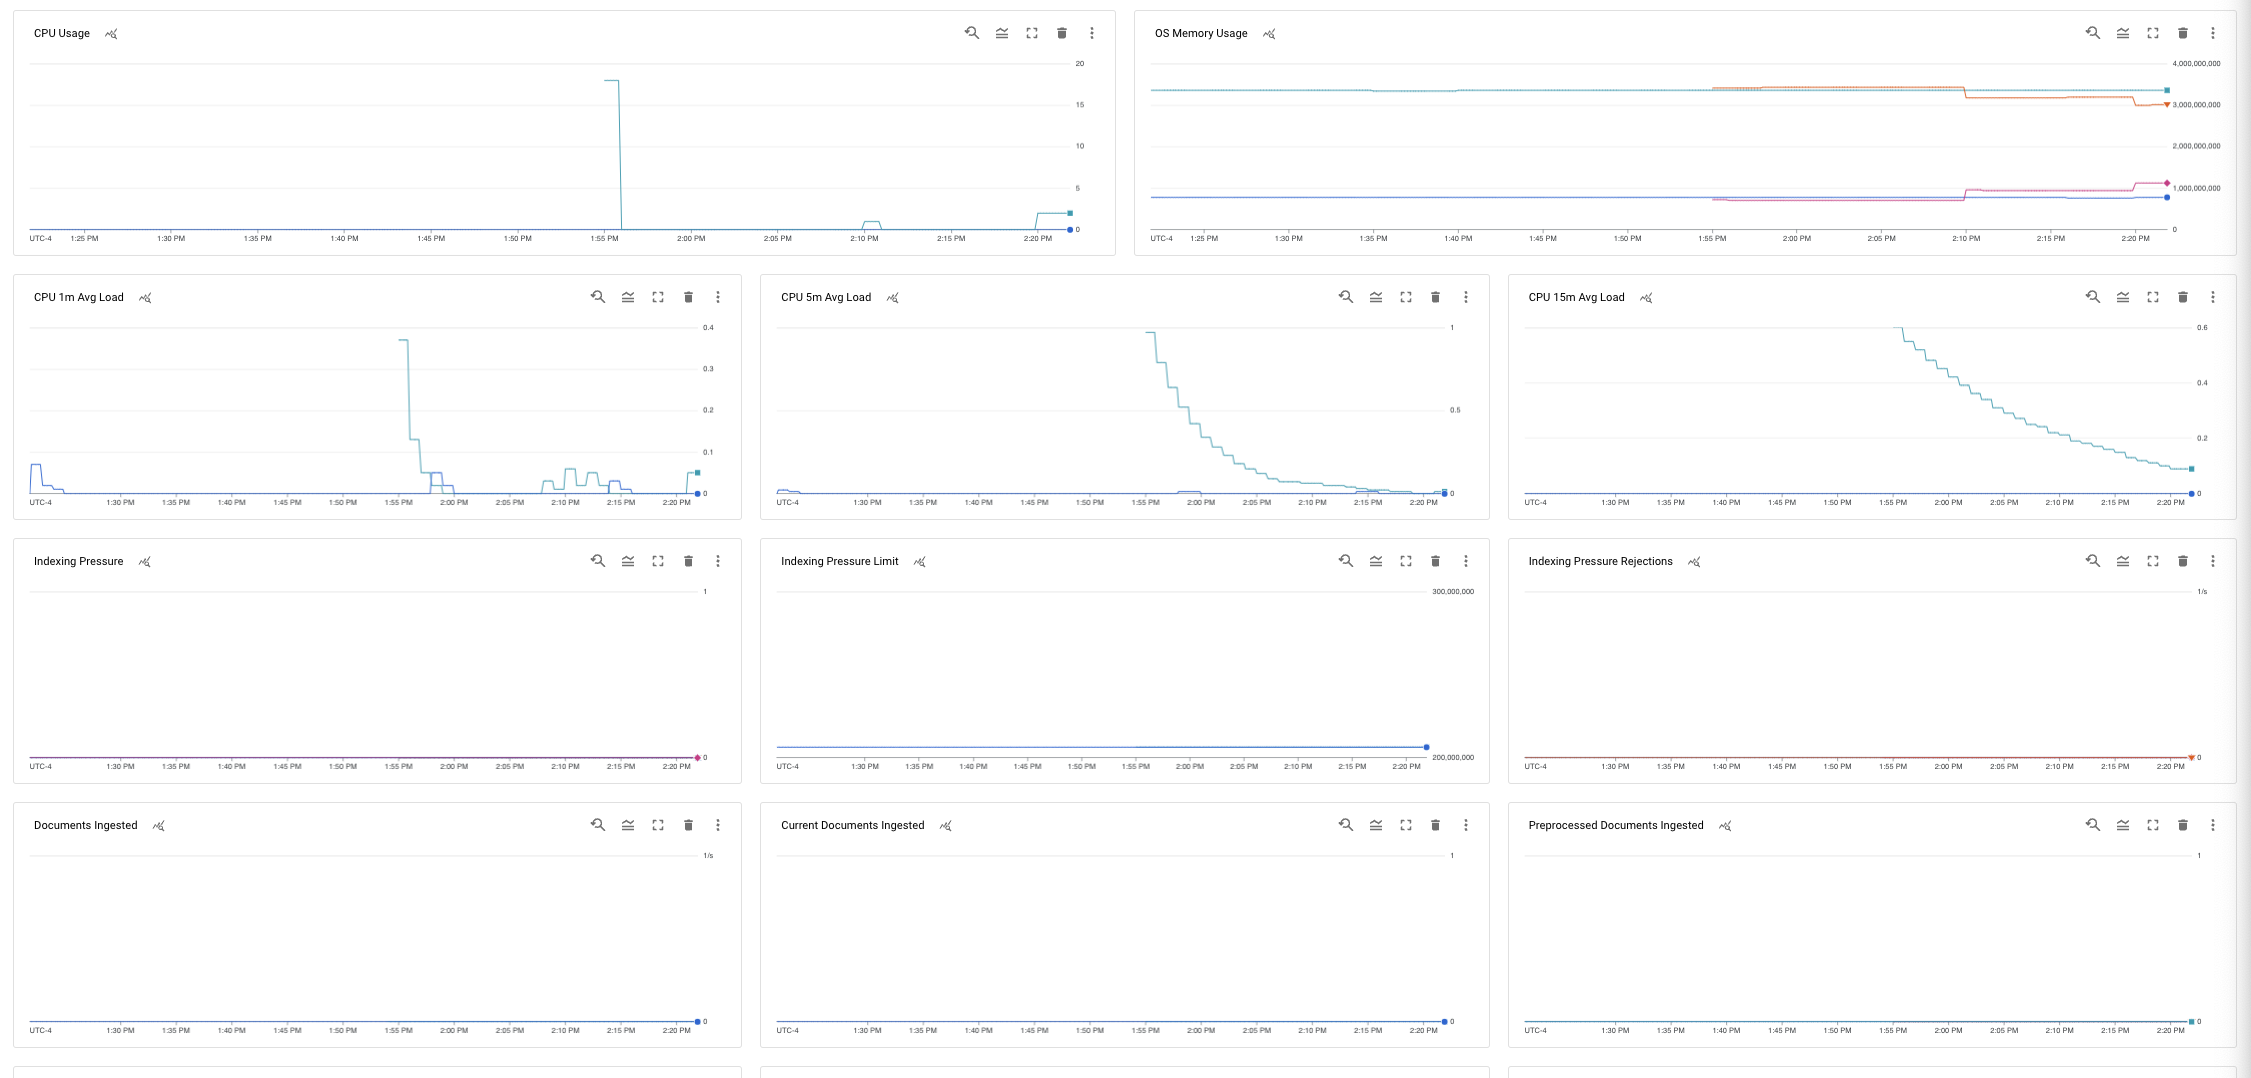 CPU Usage
20
15
10
5
0
UTC-4 1:25 PM 1:30 PM 1:35 PM 1:40 PM 1:45 PM 1:50 PM 1:55 PM 2:00 PM 2:05 PM 2:10 PM 2:15 PM 2:20 PM
OS Memory Usage
4,000,000,000
3,000,000,000
2,000,000,000
1,000,000,000
0
UTC-4 1:25 PM 1:30 PM 1:35 PM 1:40 PM 1:45 PM 1:50 PM 1:55 PM 2:00 PM 2:05 PM 2:10 PM 2:15 PM 2:20 PM
CPU 1m Avg Load
0.4
0.3
0.2
0.1
0
UTC-4 1:30 PM 1:35 PM 1:40 PM 1:45 PM 1:50 PM 1:55 PM 2:00 PM 2:05 PM 2:10 PM 2:15 PM 2:20 PM
CPU 5m Avg Load
1
0.5
0
UTC-4 1:30 PM 1:35 PM 1:40 PM 1:45 PM 1:50 PM 1:55 PM 2:00 PM 2:05 PM 2:10 PM 2:15 PM 2:20 PM
CPU 15m Avg Load
0.6
0.4
0.2
0
UTC-4 1:30 PM 1:35 PM 1:40 PM 1:45 PM 1:50 PM 1:55 PM 2:00 PM 2:05 PM 2:10 PM 2:15 PM 2:20 PM
Indexing Pressure
1
0
UTC-4 1:30 PM 1:35 PM 1:40 PM 1:45 PM 1:50 PM 1:55 PM 2:00 PM 2:05 PM 2:10 PM 2:15 PM 2:20 PM
Indexing Pressure Limit
300,000,000
200,000,000
UTC-4 1:30 PM 1:35 PM 1:40 PM 1:45 PM 1:50 PM 1:55 PM 2:00 PM 2:05 PM 2:10 PM 2:15 PM 2:20 PM
Indexing Pressure Rejections
1/s
0
UTC-4 1:30 PM 1:35 PM 1:40 PM 1:45 PM 1:50 PM 1:55 PM 2:00 PM 2:05 PM 2:10 PM 2:15 PM 2:20 PM
Documents Ingested
1/s
0
UTC-4 1:30 PM 1:35 PM 1:40 PM 1:45 PM 1:50 PM 1:55 PM 2:00 PM 2:05 PM 2:10 PM 2:15 PM 2:20 PM
Current Documents Ingested
1
0
UTC-4 1:30 PM 1:35 PM 1:40 PM 1:45 PM 1:50 PM 1:55 PM 2:00 PM 2:05 PM 2:10 PM 2:15 PM 2:20 PM
Preprocessed Documents Ingested
1
0
UTC-4 1:30 PM 1:35 PM 1:40 PM 1:45 PM 1:50 PM 1:55 PM 2:00 PM 2:05 PM 2:10 PM 2:15 PM 2:20 PM